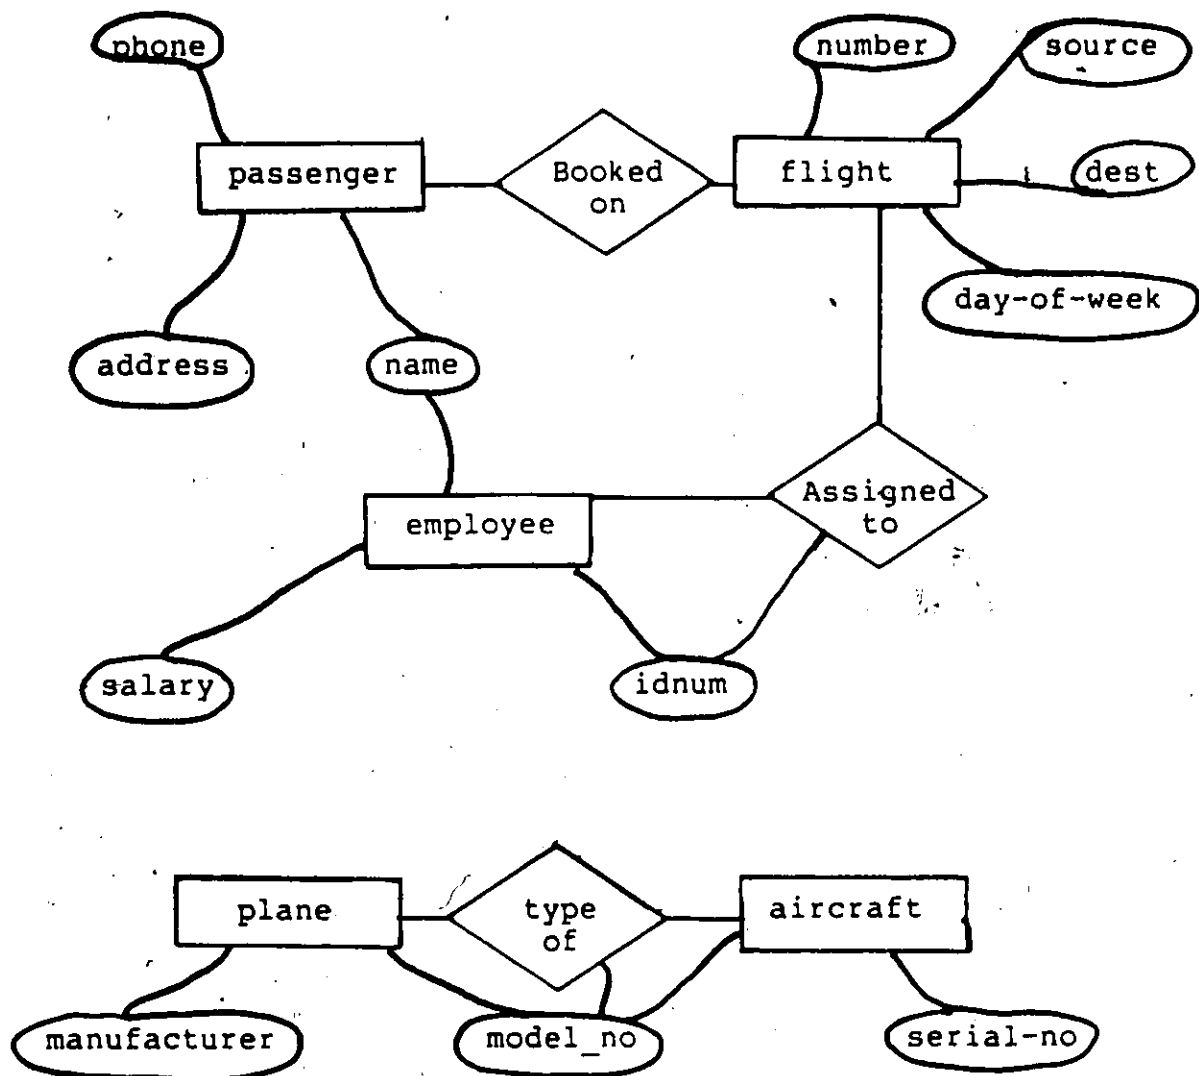 phone
number
source
passenger
Booked
on
flight
dest
day-of-week
address
name
Assigned
to
employee
salary
idnum
plane
type
of
aircraft
manufacturer
model_no
serial-no